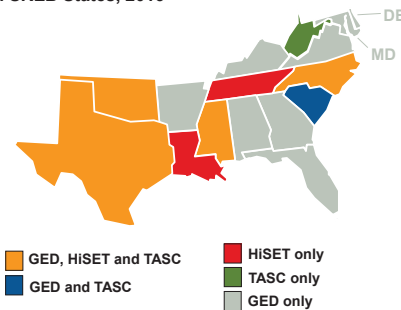 DE
MD
GED, HiSET and TASC
GED and TASC
HiSET only
TASC only
GED only